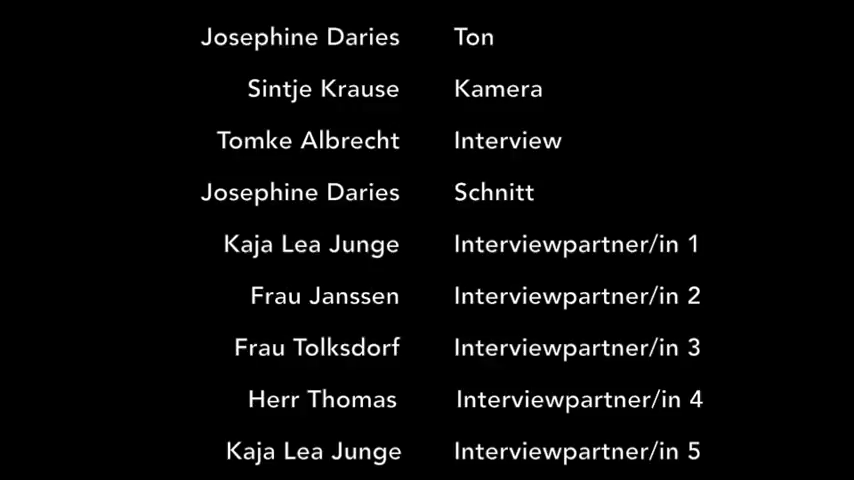 Josephine Daries Ton
Sintje Krause Kamera
Tomke Albrecht Interview
Josephine Daries Schnitt
Kaja Lea Junge Interviewpartner/in 1
Frau Janssen Interviewpartner/in 2
Frau Tolksdorf Interviewpartner/in 3
Herr Thomas Interviewpartner/in 4
Kaja Lea Junge Interviewpartner/in 5